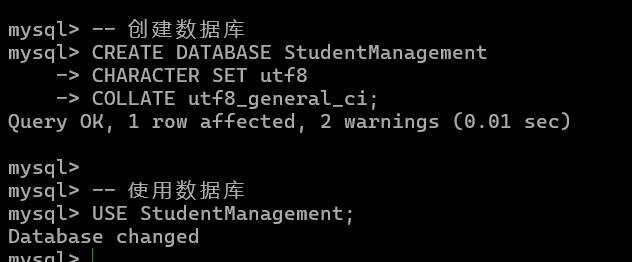 mysql> -- 创建数据库
mysql> CREATE DATABASE StudentManagement
    -> CHARACTER SET utf8
    -> COLLATE utf8_general_ci;
Query OK, 1 row affected, 2 warnings (0.01 sec)

mysql>
mysql> -- 使用数据库
mysql> USE StudentManagement;
Database changed
mysql>